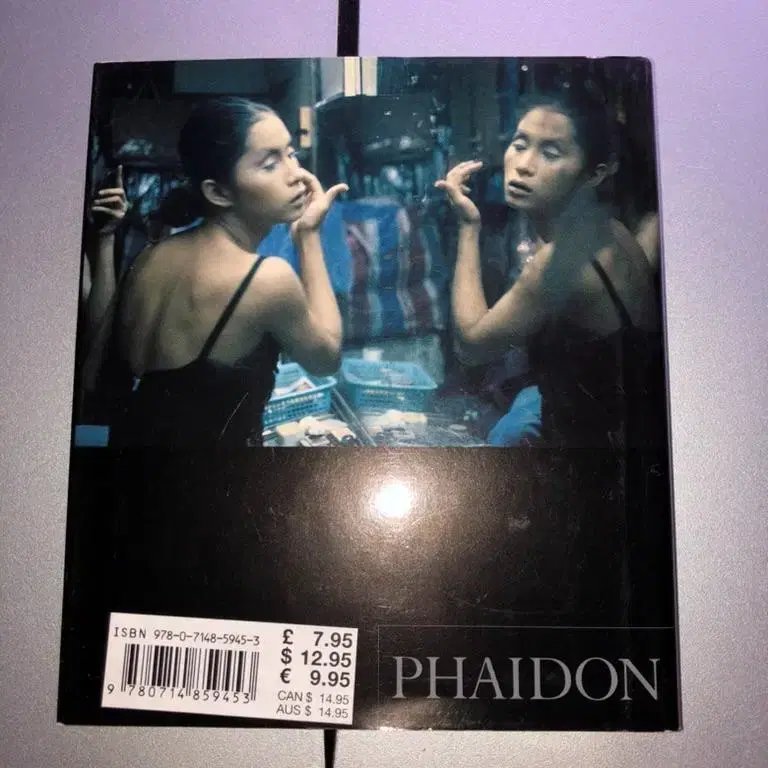 ISBN 978-0-7148-5945-3
9 780714 859453
£ 7.95
$ 12.95
€ 9.95
CAN $ 14.95
AUS $ 14.95
PHAIDON